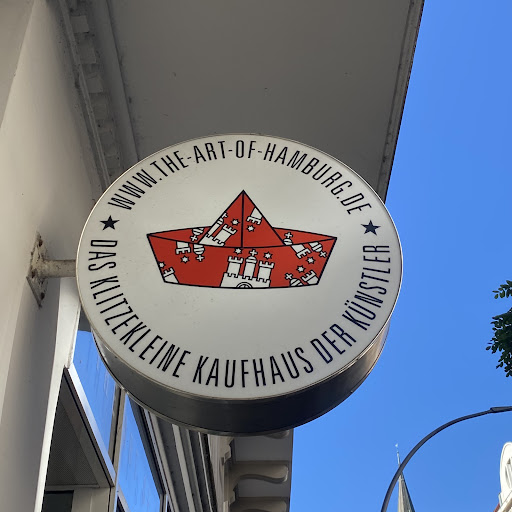 WWW.THE-ART-OF-HAMBURG.DE
DAS KLITZEKLEINE KAUFHAUS DER KÜNSTLER